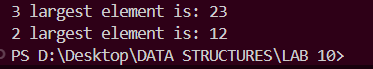 3 largest element is: 23
2 largest element is: 12
PS D:\Desktop\DATA STRUCTURES\LAB 10>